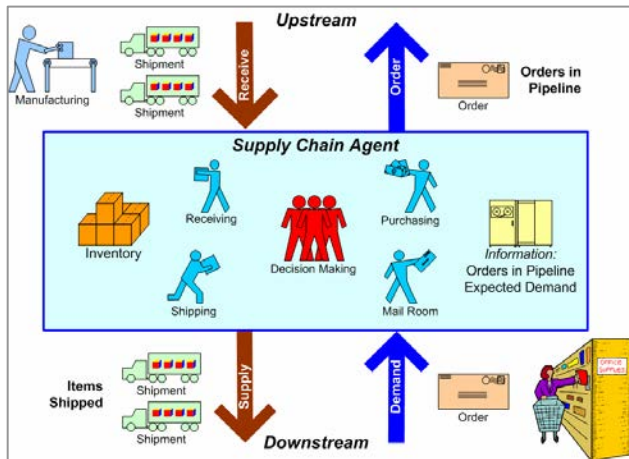 Upstream
Manufacturing
Shipment
Shipment
Receive
Order
Order
Orders in
Pipeline
Supply Chain Agent
Inventory
Receiving
Shipping
Decision Making
Purchasing
Mail Room
Information:
Orders in Pipeline
Expected Demand
Items
Shipped
Shipment
Shipment
Supply
Demand
Order
OFFICE
SUPPLIES
Downstream